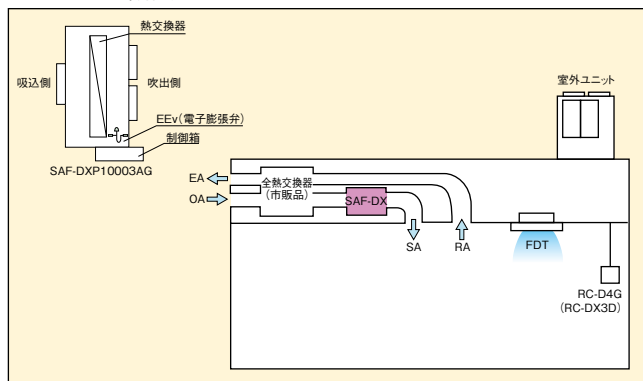 熱交換器
吸込側
吹出側
EEv(電子膨張弁)
制御箱
SAF-DXP10003AG
室外ユニット
EA
OA
全熱交換器
(市販品)
SAF-DX
SA
RA
FDT
RC-D4G
(RC-DX3D)